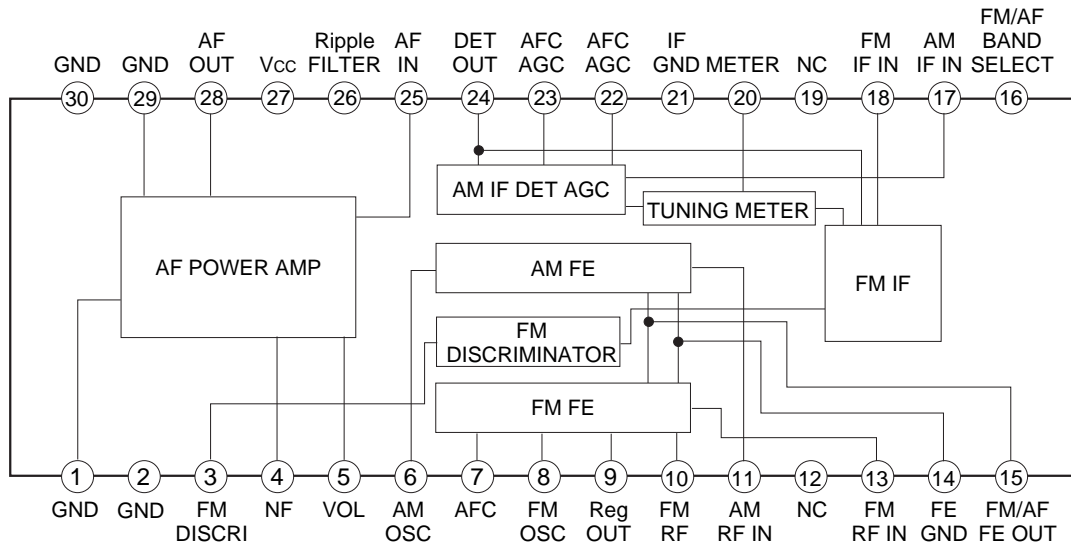 GND
GND
AF
OUT
Vcc
Ripple
FILTER
AF
IN
DET
OUT
AFC
AGC
AFC
AGC
IF
GND
METER
NC
FM
IF IN
AM
IF IN
FM/AF
BAND
SELECT
30
29
28
27
26
25
24
23
22
21
20
19
18
17
16
AM IF DET AGC
TUNING METER
AF POWER AMP
AM FE
FM IF
FM
DISCRIMINATOR
FM FE
1
2
3
4
5
6
7
8
9
10
11
12
13
14
15
GND
GND
FM
DISCRI
NF
VOL
AM
OSC
AFC
FM
OSC
Reg
OUT
FM
RF
AM
RF IN
NC
FM
RF IN
FE
GND
FM/AF
FE OUT